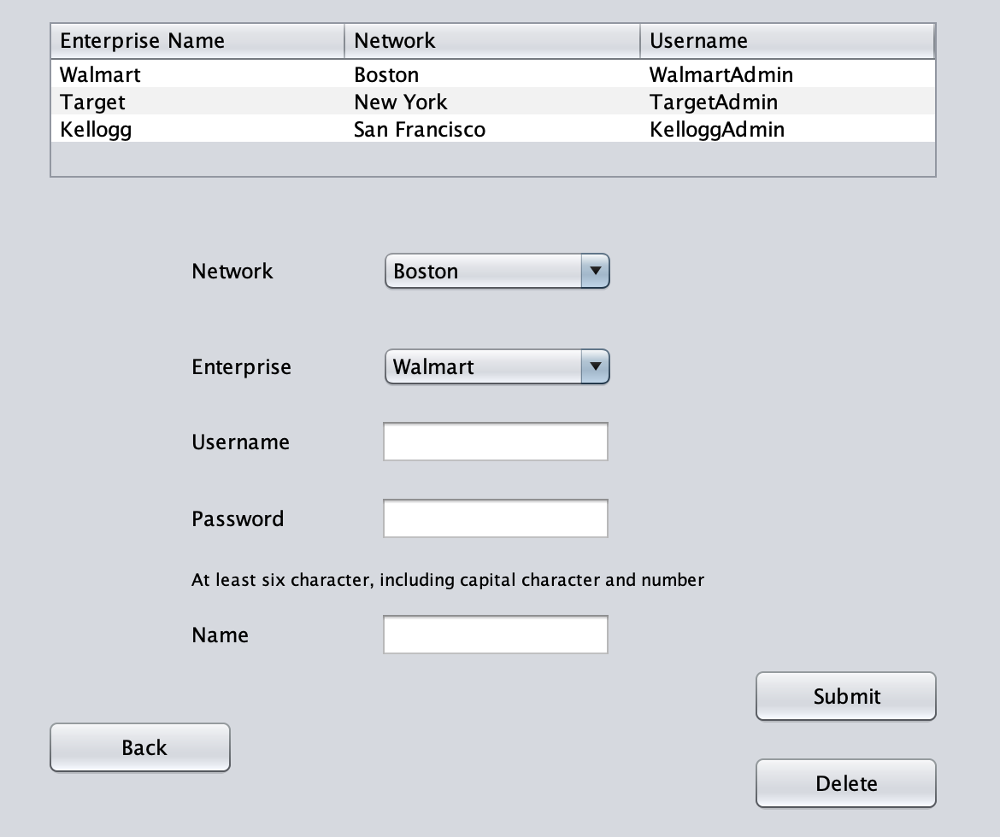 Enterprise Name Network Username
Walmart Boston WalmartAdmin
Target New York TargetAdmin
Kellogg San Francisco KelloggAdmin
Network Boston
Enterprise Walmart
Username
Password
At least six character, including capital character and number
Name
Submit
Back
Delete